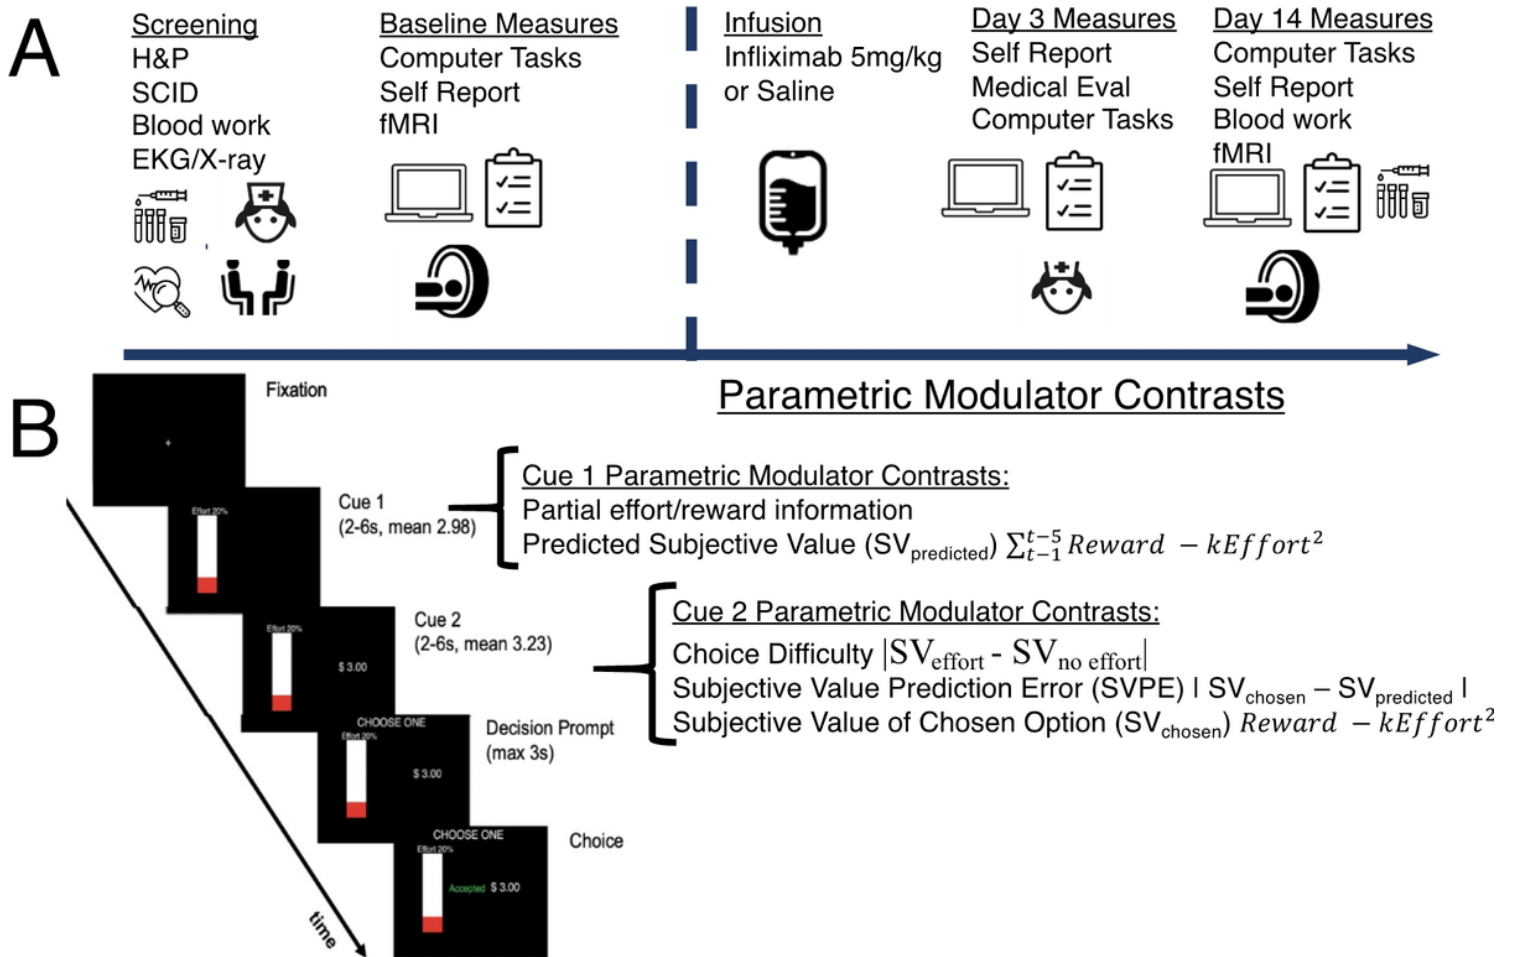 A
Screening
H&P
SCID
Blood work
EKG/X-ray
Baseline Measures
Computer Tasks
Self Report
fMRI
Infusion
Infliximab 5mg/kg
or Saline
Day 3 Measures
Self Report
Medical Eval
Computer Tasks
Day 14 Measures
Computer Tasks
Self Report
Blood work
fMRI
B
Parametric Modulator Contrasts
Fixation
+
Cue 1
(2-6s, mean 2.98)
Effort 20%
Cue 1 Parametric Modulator Contrasts:
Partial effort/reward information
Predicted Subjective Value (SVpredicted) ∑ₜ₋₁ᵗ⁻⁵ Reward − kEffort²
Cue 2
(2-6s, mean 3.23)
Effort 20%
$ 3.00
Cue 2 Parametric Modulator Contrasts:
Choice Difficulty |SVeffort - SVno effort|
Subjective Value Prediction Error (SVPE) | SVchosen – SVpredicted |
Subjective Value of Chosen Option (SVchosen) Reward − kEffort²
Decision Prompt
(max 3s)
CHOOSE ONE
Effort 20%
$ 3.00
Choice
CHOOSE ONE
Effort 20%
Accepted $ 3.00
time